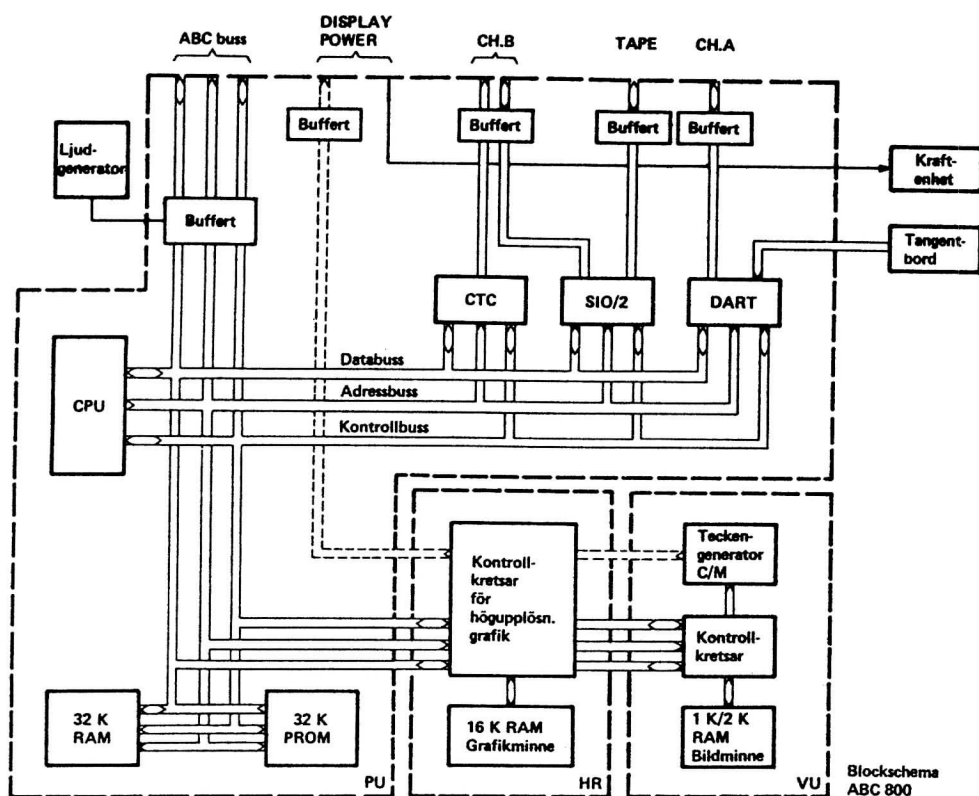 DISPLAY
POWER
ABC buss
CH.B
TAPE
CH.A
Ljud-
generator
Buffert
Buffert
Buffert
Buffert
Buffert
Kraft-
enhet
Tangent-
bord
CTC
SIO/2
DART
CPU
Databuss
Adressbuss
Kontrollbuss
Kontroll-
kretsar
för
högupplösn.
grafik
Tecken-
generator
C/M
Kontroll-
kretsar
32 K
RAM
32 K
PROM
16 K RAM
Grafikminne
1 K/2 K
RAM
Bildminne
PU
HR
VU
Blockschema
ABC 800